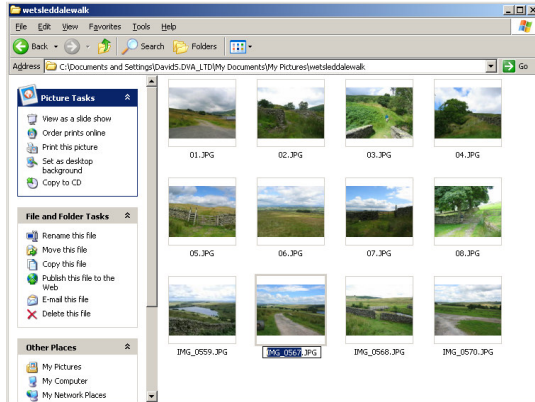 wetsleddalewalk
File Edit View Favorites Tools Help
Back Search Folders
Address C:\Documents and Settings\DavidS.DVA_LTD\My Documents\My Pictures\wetsleddalewalk Go
Picture Tasks
View as a slide show
Order prints online
Print this picture
Set as desktop
background
Copy to CD
File and Folder Tasks
Rename this file
Move this file
Copy this file
Publish this file to the
Web
E-mail this file
Delete this file
Other Places
My Pictures
My Computer
My Network Places
01.JPG 02.JPG 03.JPG 04.JPG
05.JPG 06.JPG 07.JPG 08.JPG
IMG_0559.JPG IMG_0567.JPG IMG_0568.JPG IMG_0570.JPG